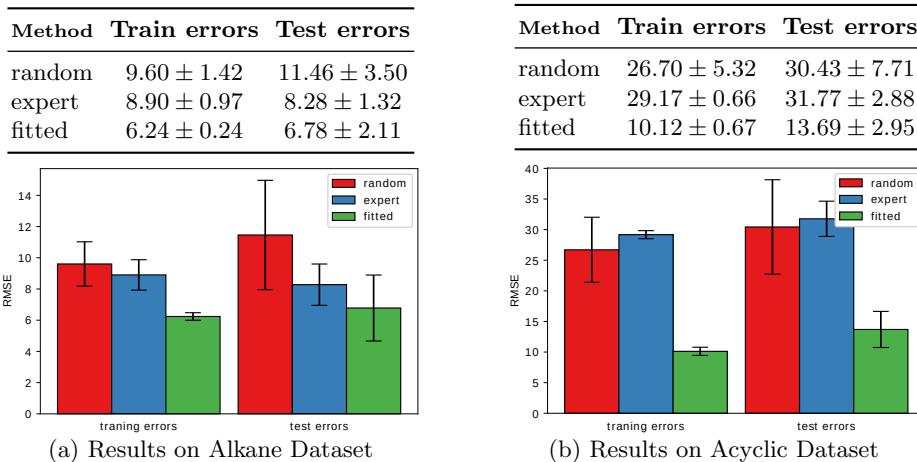 Method Train errors Test errors
random 9.60 ± 1.42 11.46 ± 3.50
expert 8.90 ± 0.97 8.28 ± 1.32
fitted 6.24 ± 0.24 6.78 ± 2.11
14
12
10
8
6
4
2
0
RMSE
random
expert
fitted
traning errors test errors
(a) Results on Alkane Dataset
Method Train errors Test errors
random 26.70 ± 5.32 30.43 ± 7.71
expert 29.17 ± 0.66 31.77 ± 2.88
fitted 10.12 ± 0.67 13.69 ± 2.95
40
35
30
25
20
15
10
5
0
RMSE
random
expert
fitted
traning errors test errors
(b) Results on Acyclic Dataset